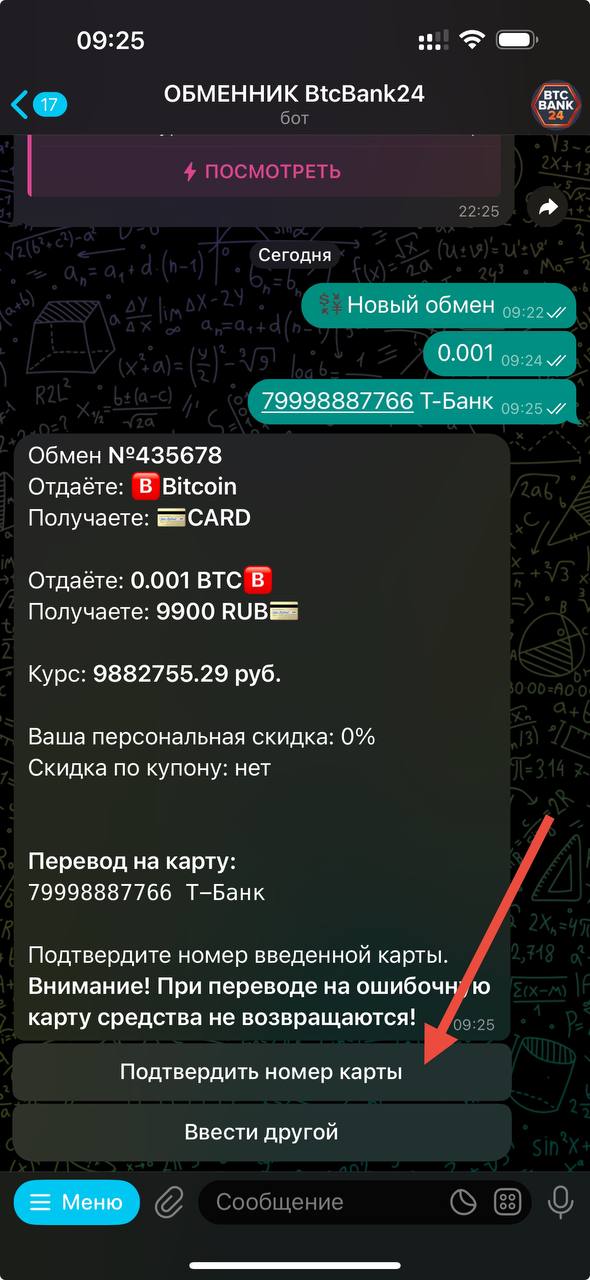 09:25
17
ОБМЕННИК BtcBank24
бот
BTC
BANK
24
ПОСМОТРЕТЬ
22:25
Сегодня
Новый обмен 09:22
0.001 09:24
79998887766 Т-Банк 09:25
Обмен №435678
Отдаёте: BBitcoin
Получаете: CARD
Отдаёте: 0.001 BTCB
Получаете: 9900 RUB
Курс: 9882755.29 руб.
Ваша персональная скидка: 0%
Скидка по купону: нет
Перевод на карту:
79998887766 Т–Банк
Подтвердите номер введенной карты.
Внимание! При переводе на ошибочную
карту средства не возвращаются!
09:25
Подтвердить номер карты
Ввести другой
Меню
Сообщение